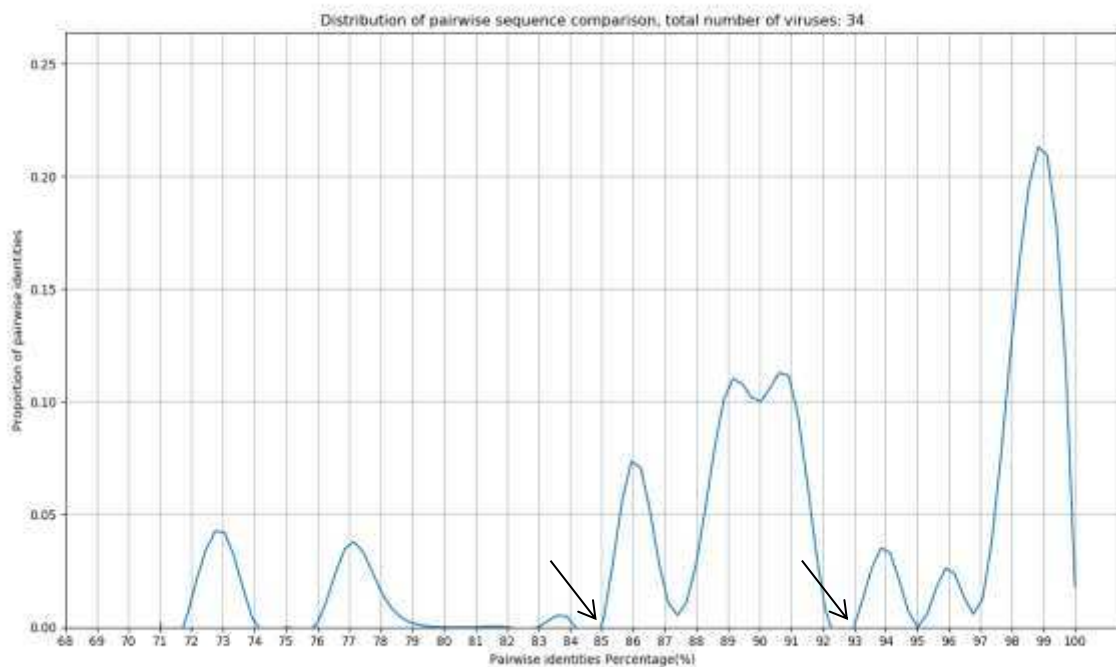 Distribution of pairwise sequence comparison, total number of viruses: 34
Proportion of pairwise identities
0.25
0.20
0.15
0.10
0.05
0.00
68 69 70 71 72 73 74 75 76 77 78 79 80 81 82 83 84 85 86 87 88 89 90 91 92 93 94 95 96 97 98 99 100
Pairwise identities Percentage(%)